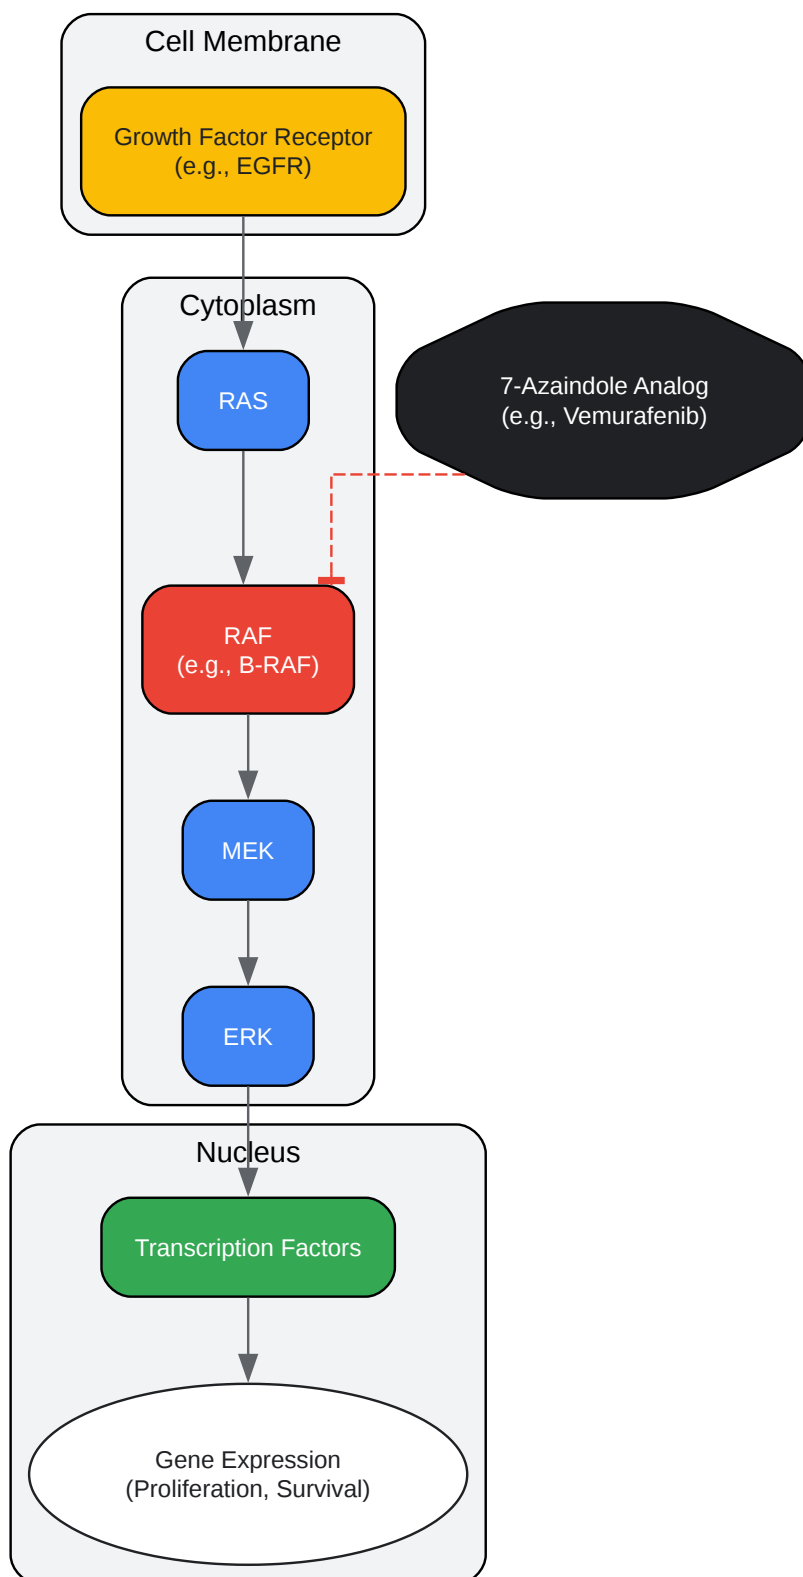 Cell Membrane
Growth Factor Receptor
(e.g., EGFR)
Cytoplasm
RAS
7-Azaindole Analog
(e.g., Vemurafenib)
RAF
(e.g., B-RAF)
MEK
ERK
Nucleus
Transcription Factors
Gene Expression
(Proliferation, Survival)